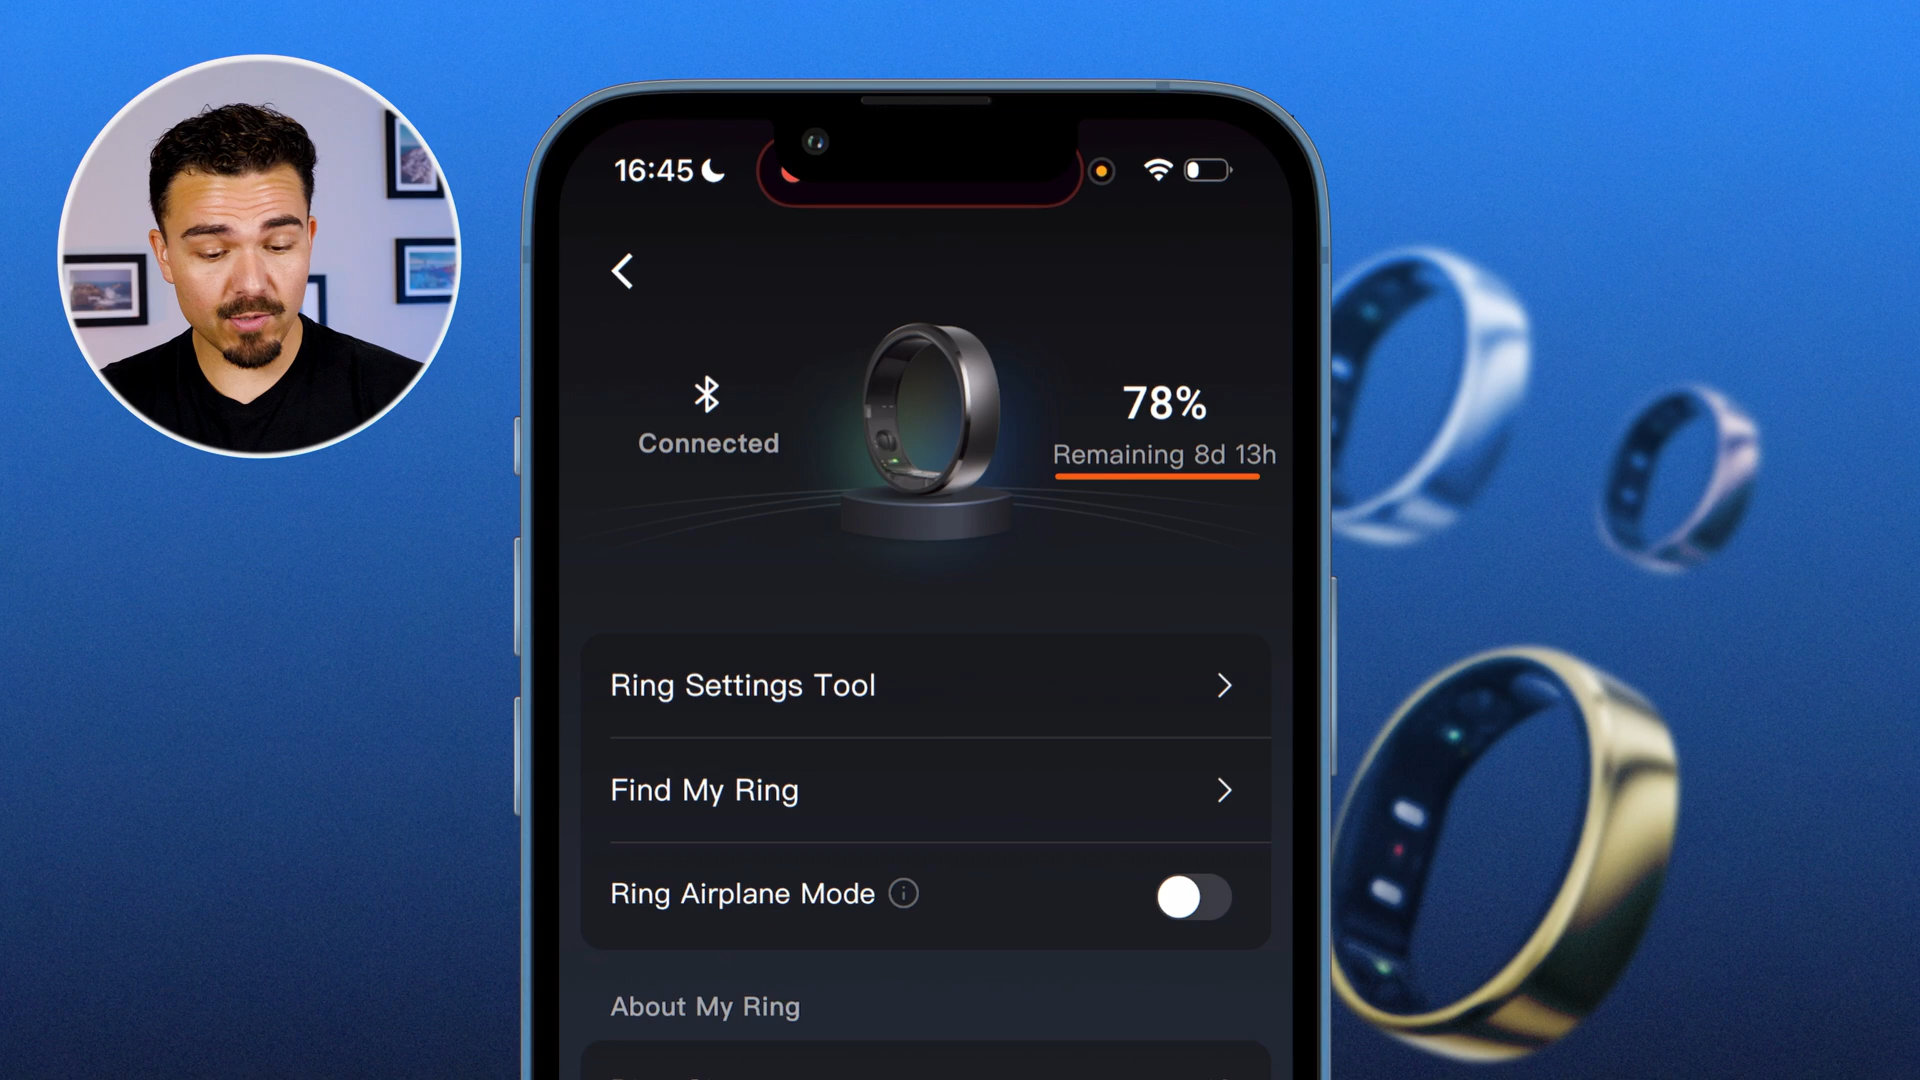 16:45
Connected
78%
Remaining 8d 13h
Ring Settings Tool
Find My Ring
Ring Airplane Mode
About My Ring